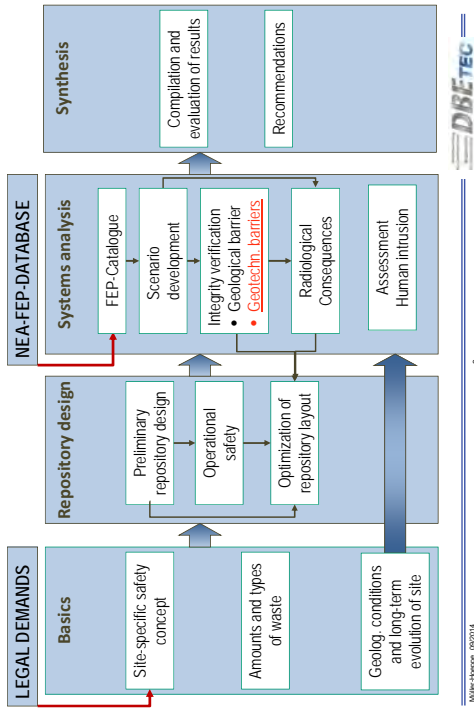 LEGAL DEMANDS
NEA-FEP-DATABASE
Basics
Site-specific safety
concept
Amounts and types
of waste
Geolog. conditions
and long-term
evolution of site
Repository design
Preliminary
repository design
Operational
safety
Optimization of
repository layout
Systems analysis
FEP-Catalogue
Scenario
development
Integrity verification
• Geological barrier
• Geotechn. barriers
Radiological
Consequences
Assessment
Human intrusion
Synthesis
Compilation and
evaluation of results
Recommendations
Müller-Hoeppe, 09/2014
DBE TEC